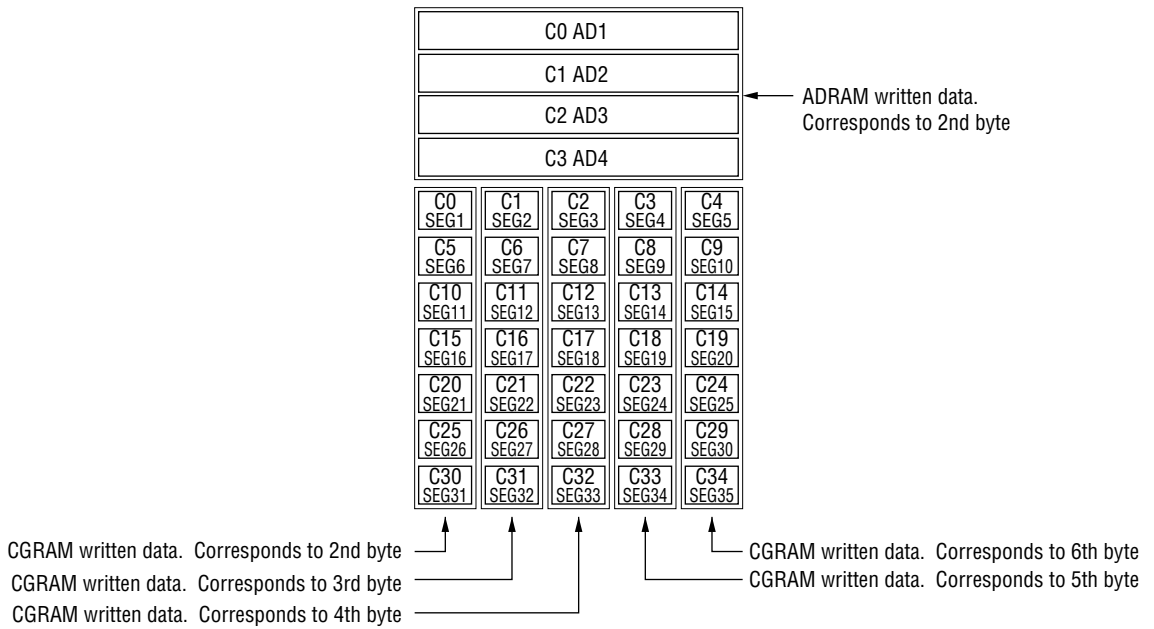 C0 AD1
C1 AD2
C2 AD3
C3 AD4
ADRAM written data.
Corresponds to 2nd byte
C0 C1 C2 C3 C4
SEG1 SEG2 SEG3 SEG4 SEG5
C5 C6 C7 C8 C9
SEG6 SEG7 SEG8 SEG9 SEG10
C10 C11 C12 C13 C14
SEG11 SEG12 SEG13 SEG14 SEG15
C15 C16 C17 C18 C19
SEG16 SEG17 SEG18 SEG19 SEG20
C20 C21 C22 C23 C24
SEG21 SEG22 SEG23 SEG24 SEG25
C25 C26 C27 C28 C29
SEG26 SEG27 SEG28 SEG29 SEG30
C30 C31 C32 C33 C34
SEG31 SEG32 SEG33 SEG34 SEG35
CGRAM written data. Corresponds to 2nd byte
CGRAM written data. Corresponds to 3rd byte
CGRAM written data. Corresponds to 4th byte
CGRAM written data. Corresponds to 6th byte
CGRAM written data. Corresponds to 5th byte